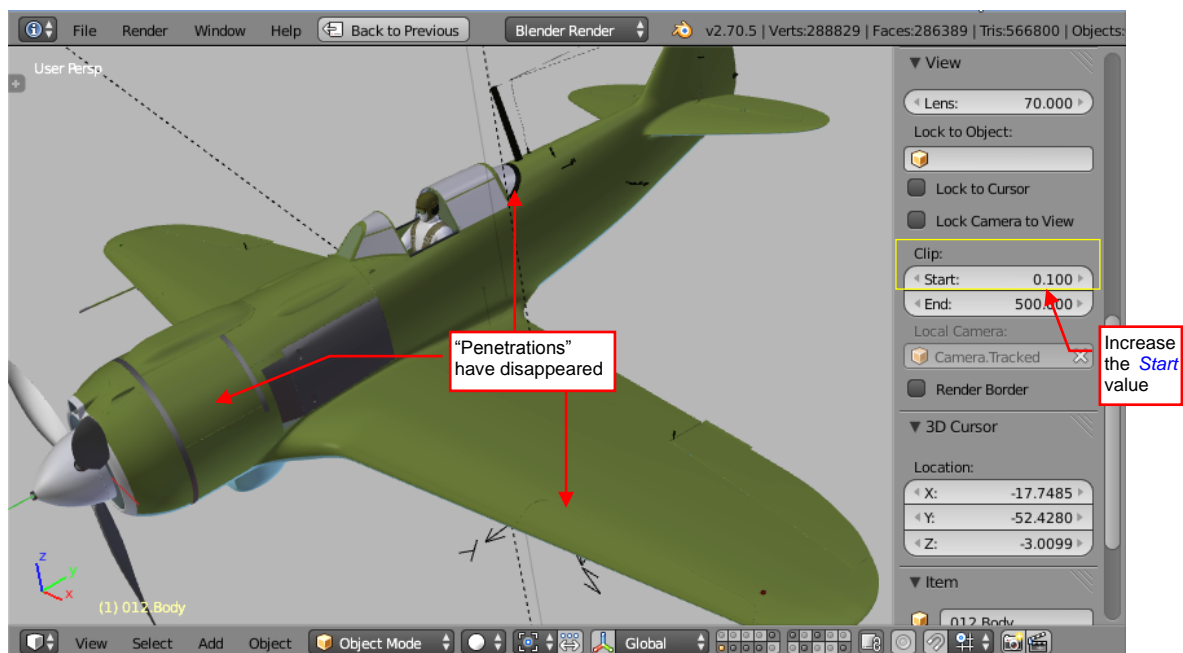 File Render Window Help Back to Previous Blender Render v2.70.5 | Verts:288829 | Faces:286389 | Tris:566800 | Objects:
User Persp
View
Lens: 70.000
Lock to Object:
Lock to Cursor
Lock Camera to View
Clip:
Start: 0.100
End: 500.000
Local Camera:
Camera.Tracked
Render Border
Increase
the Start
value
“Penetrations”
have disappeared
3D Cursor
Location:
X: -17.7485
Y: -52.4280
Z: -3.0099
Item
012.Body
z
y
x
(1) 012.Body
View Select Add Object Object Mode Global